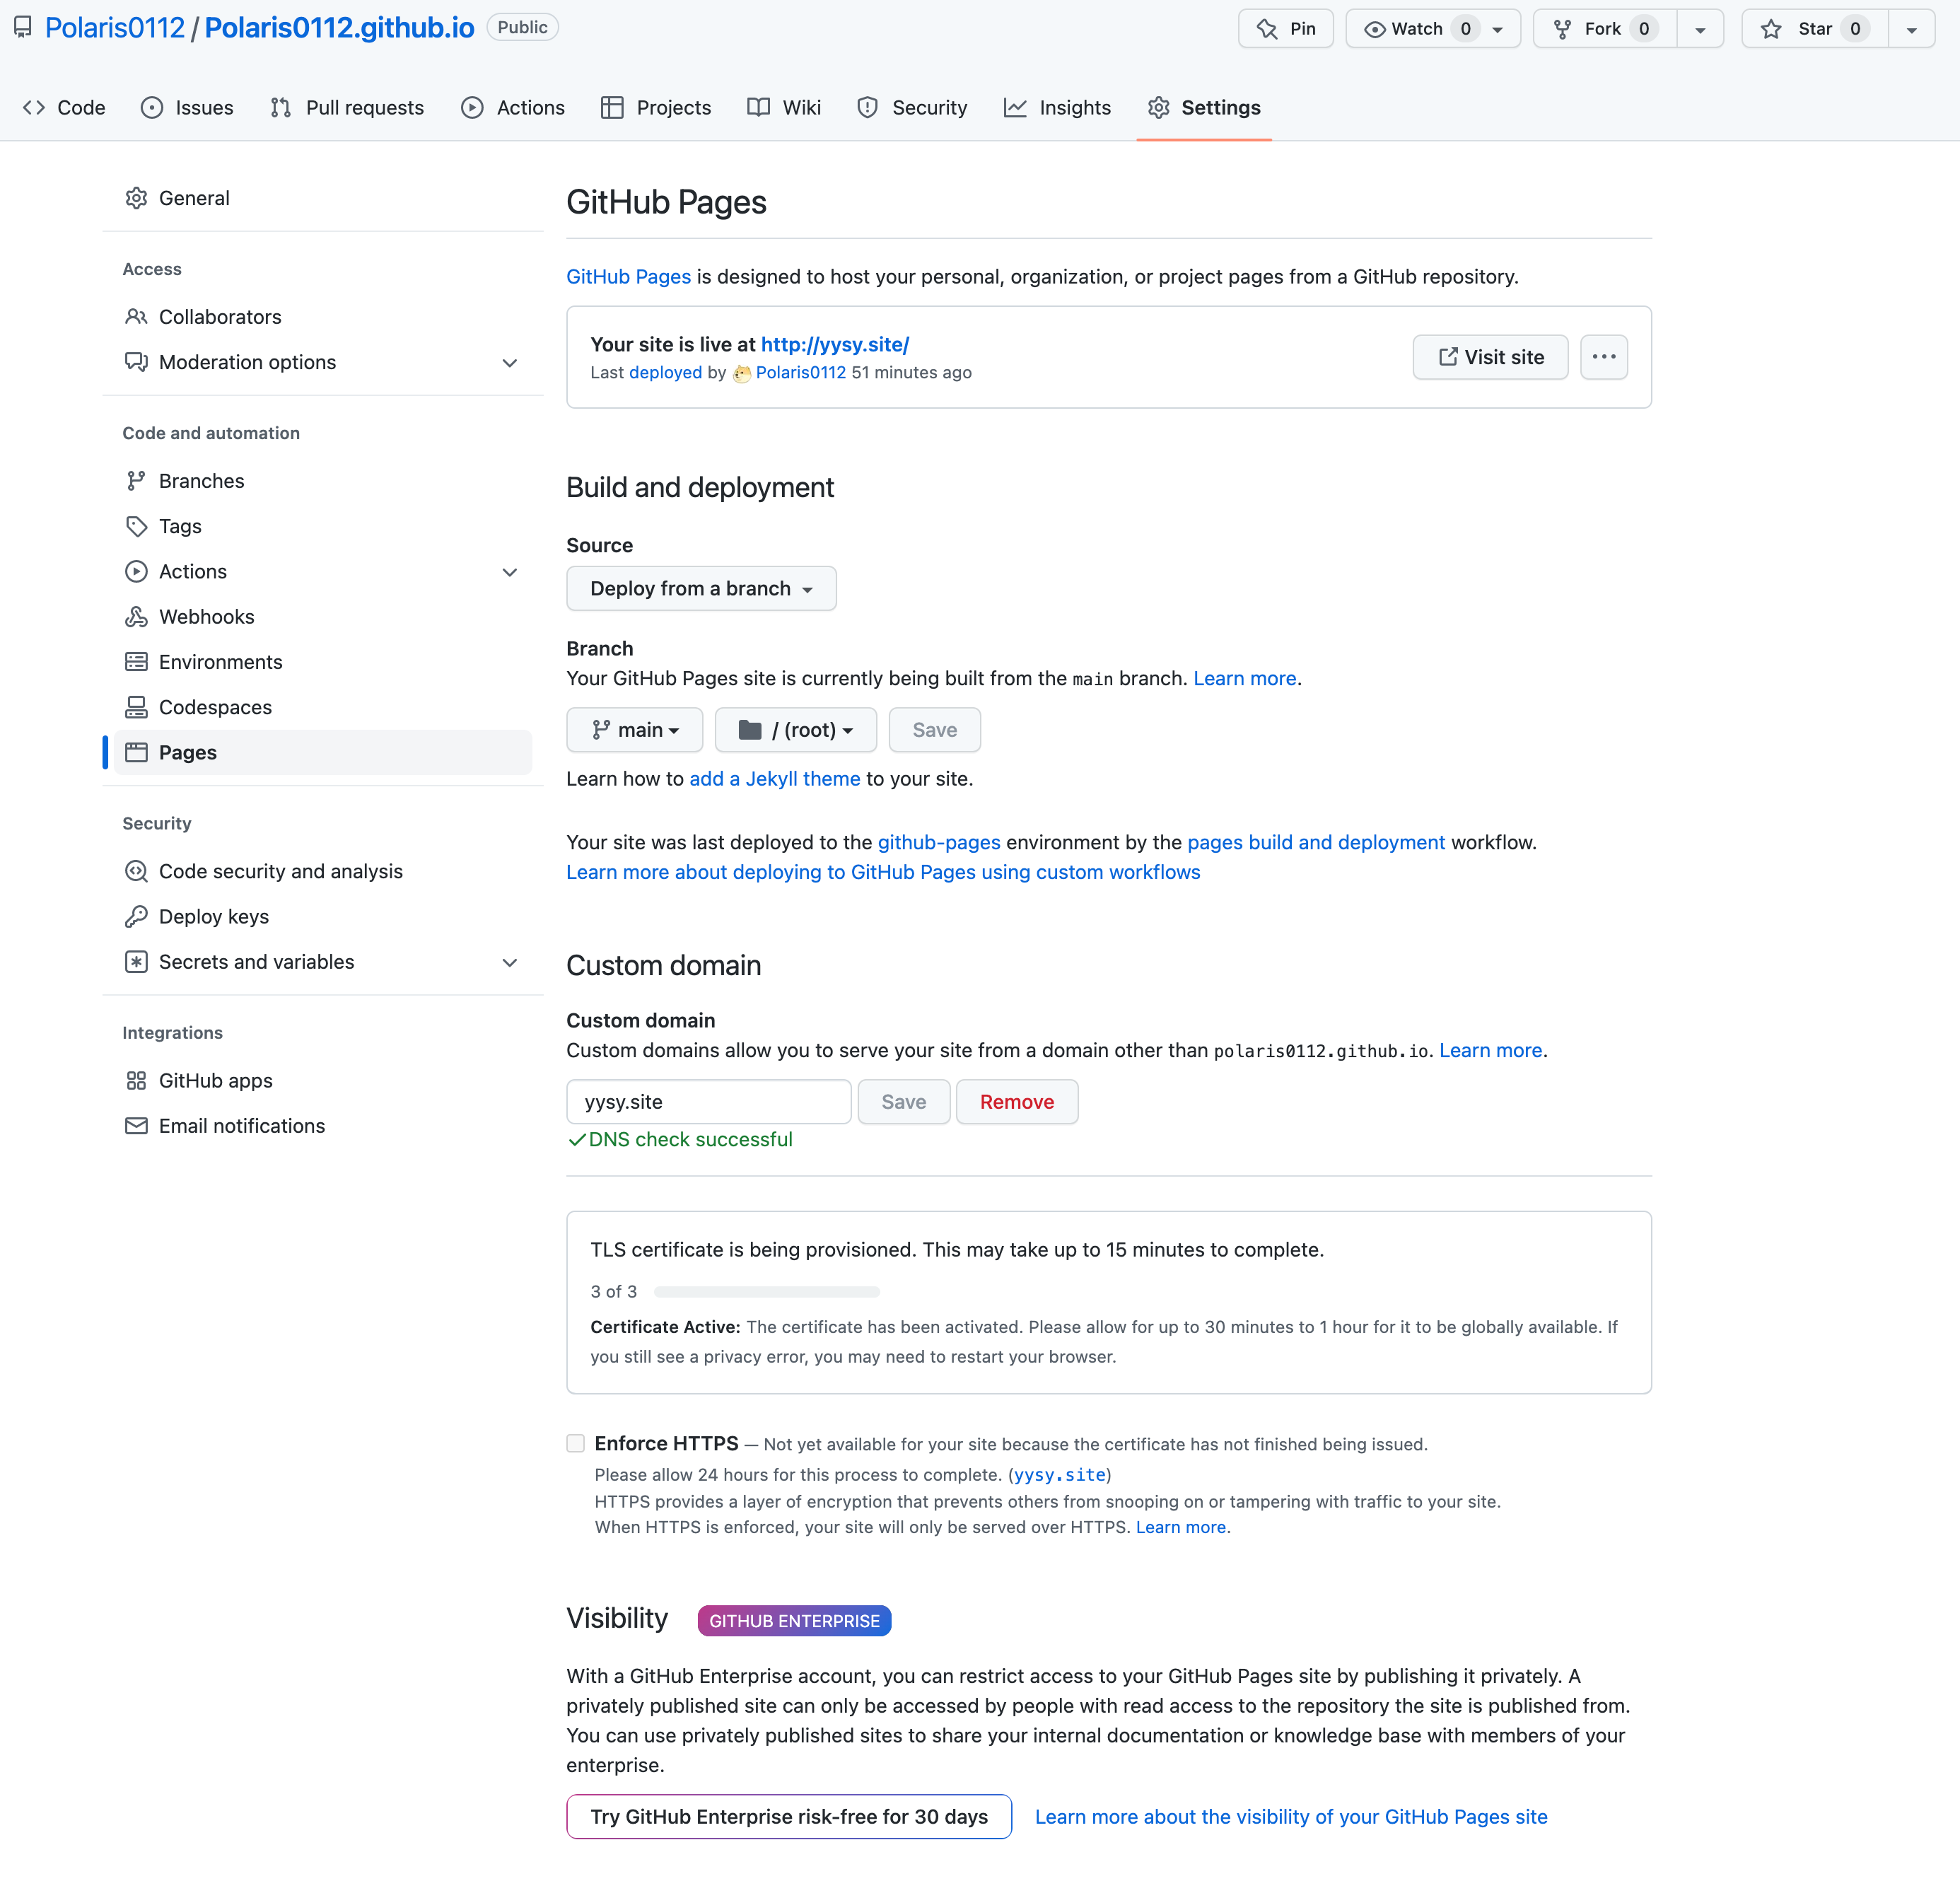 Polaris0112 / Polaris0112.github.io Public Pin Watch 0 Fork 0 Star 0
Code Issues Pull requests Actions Projects Wiki Security Insights Settings
General
Access
Collaborators
Moderation options
Code and automation
Branches
Tags
Actions
Webhooks
Environments
Codespaces
Pages
Security
Code security and analysis
Deploy keys
Secrets and variables
Integrations
GitHub apps
Email notifications
GitHub Pages
GitHub Pages is designed to host your personal, organization, or project pages from a GitHub repository.
Your site is live at http://yysy.site/
Last deployed by Polaris0112 51 minutes ago
Visit site
Build and deployment
Source
Deploy from a branch
Branch
Your GitHub Pages site is currently being built from the main branch. Learn more.
main / (root) Save
Learn how to add a Jekyll theme to your site.
Your site was last deployed to the github-pages environment by the pages build and deployment workflow.
Learn more about deploying to GitHub Pages using custom workflows
Custom domain
Custom domain
Custom domains allow you to serve your site from a domain other than polaris0112.github.io. Learn more.
yysy.site Save Remove
DNS check successful
TLS certificate is being provisioned. This may take up to 15 minutes to complete.
3 of 3
Certificate Active: The certificate has been activated. Please allow for up to 30 minutes to 1 hour for it to be globally available. If
you still see a privacy error, you may need to restart your browser.
Enforce HTTPS — Not yet available for your site because the certificate has not finished being issued.
Please allow 24 hours for this process to complete. (yysy.site)
HTTPS provides a layer of encryption that prevents others from snooping on or tampering with traffic to your site.
When HTTPS is enforced, your site will only be served over HTTPS. Learn more.
Visibility GITHUB ENTERPRISE
With a GitHub Enterprise account, you can restrict access to your GitHub Pages site by publishing it privately. A
privately published site can only be accessed by people with read access to the repository the site is published from.
You can use privately published sites to share your internal documentation or knowledge base with members of your
enterprise.
Try GitHub Enterprise risk-free for 30 days Learn more about the visibility of your GitHub Pages site